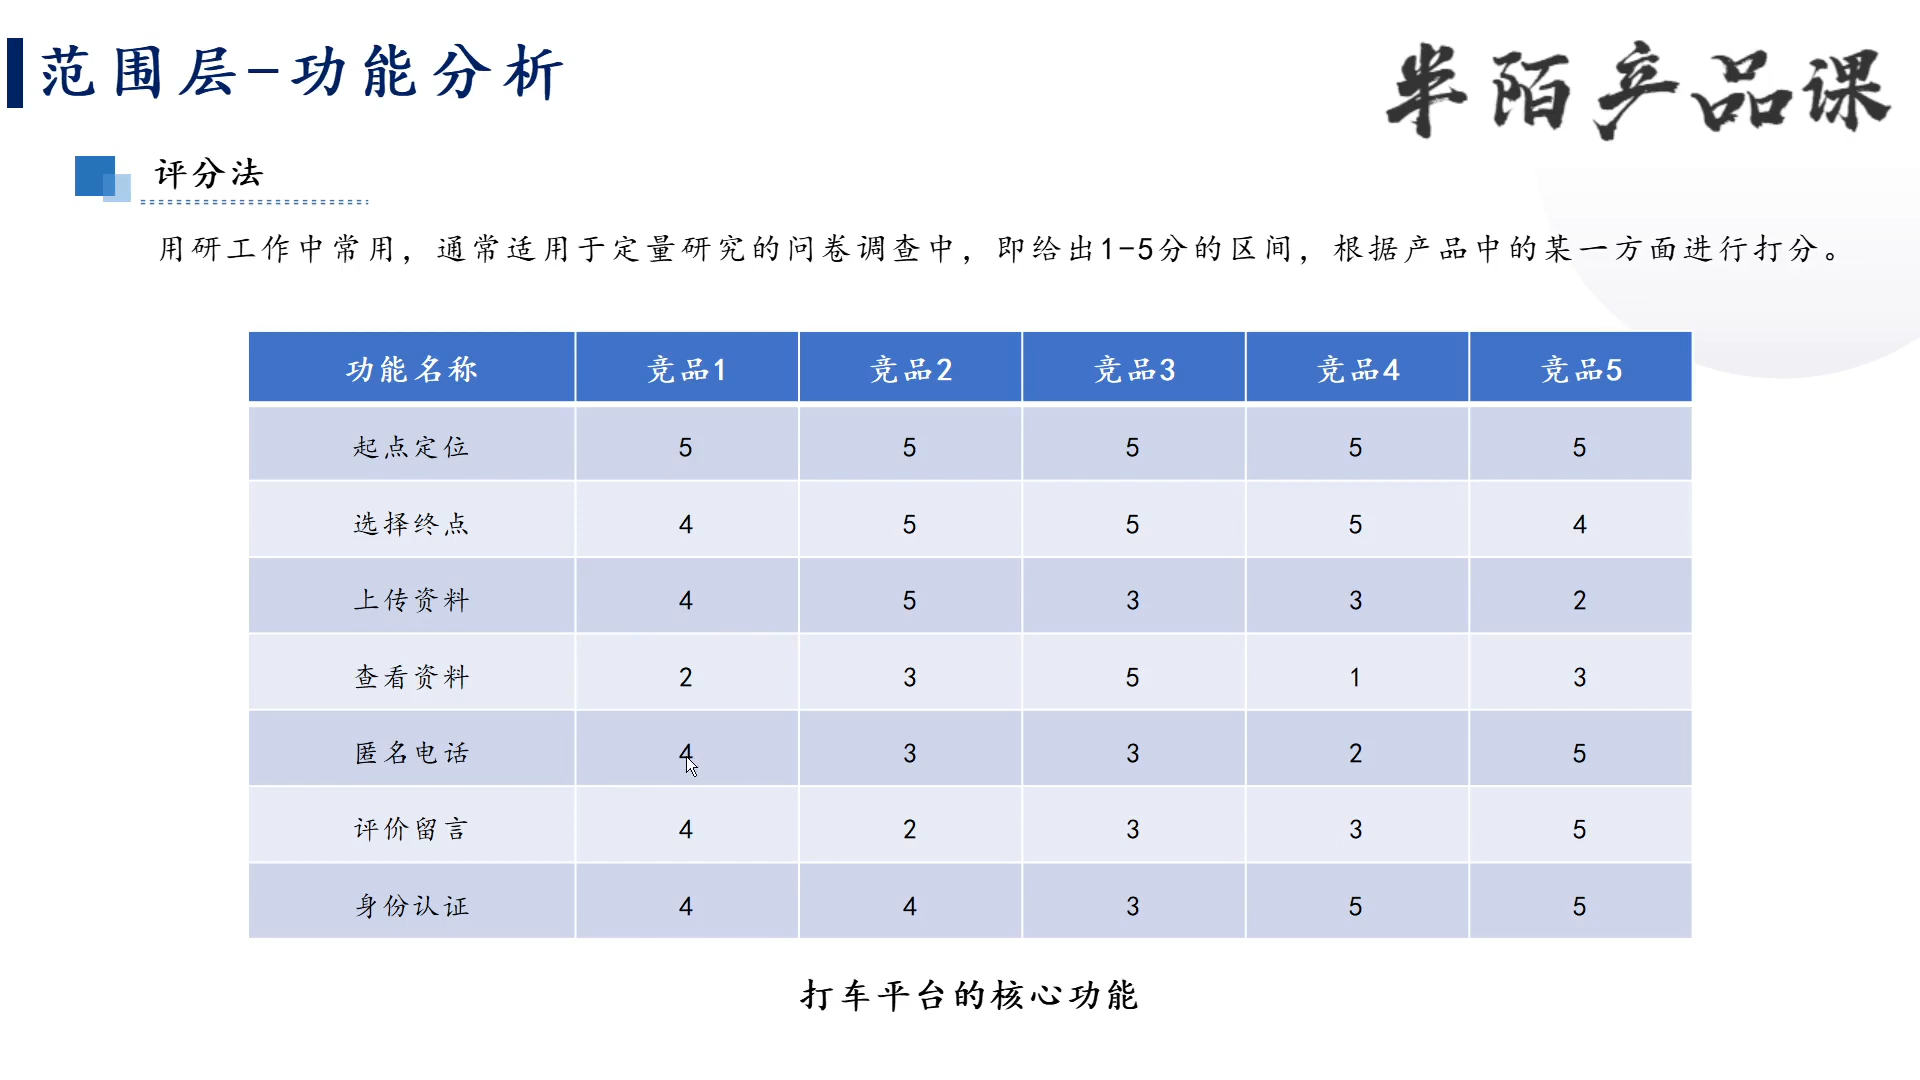 范围层-功能分析
半陌产品课
评分法
用研工作中常用，通常适用于定量研究的问卷调查中，即给出1-5分的区间，根据产品中的某一方面进行打分。
功能名称 竞品1 竞品2 竞品3 竞品4 竞品5
起点定位 5 5 5 5 5
选择终点 4 5 5 5 4
上传资料 4 5 3 3 2
查看资料 2 3 5 1 3
匿名电话 4 3 3 2 5
评价留言 4 2 3 3 5
身份认证 4 4 3 5 5
打车平台的核心功能